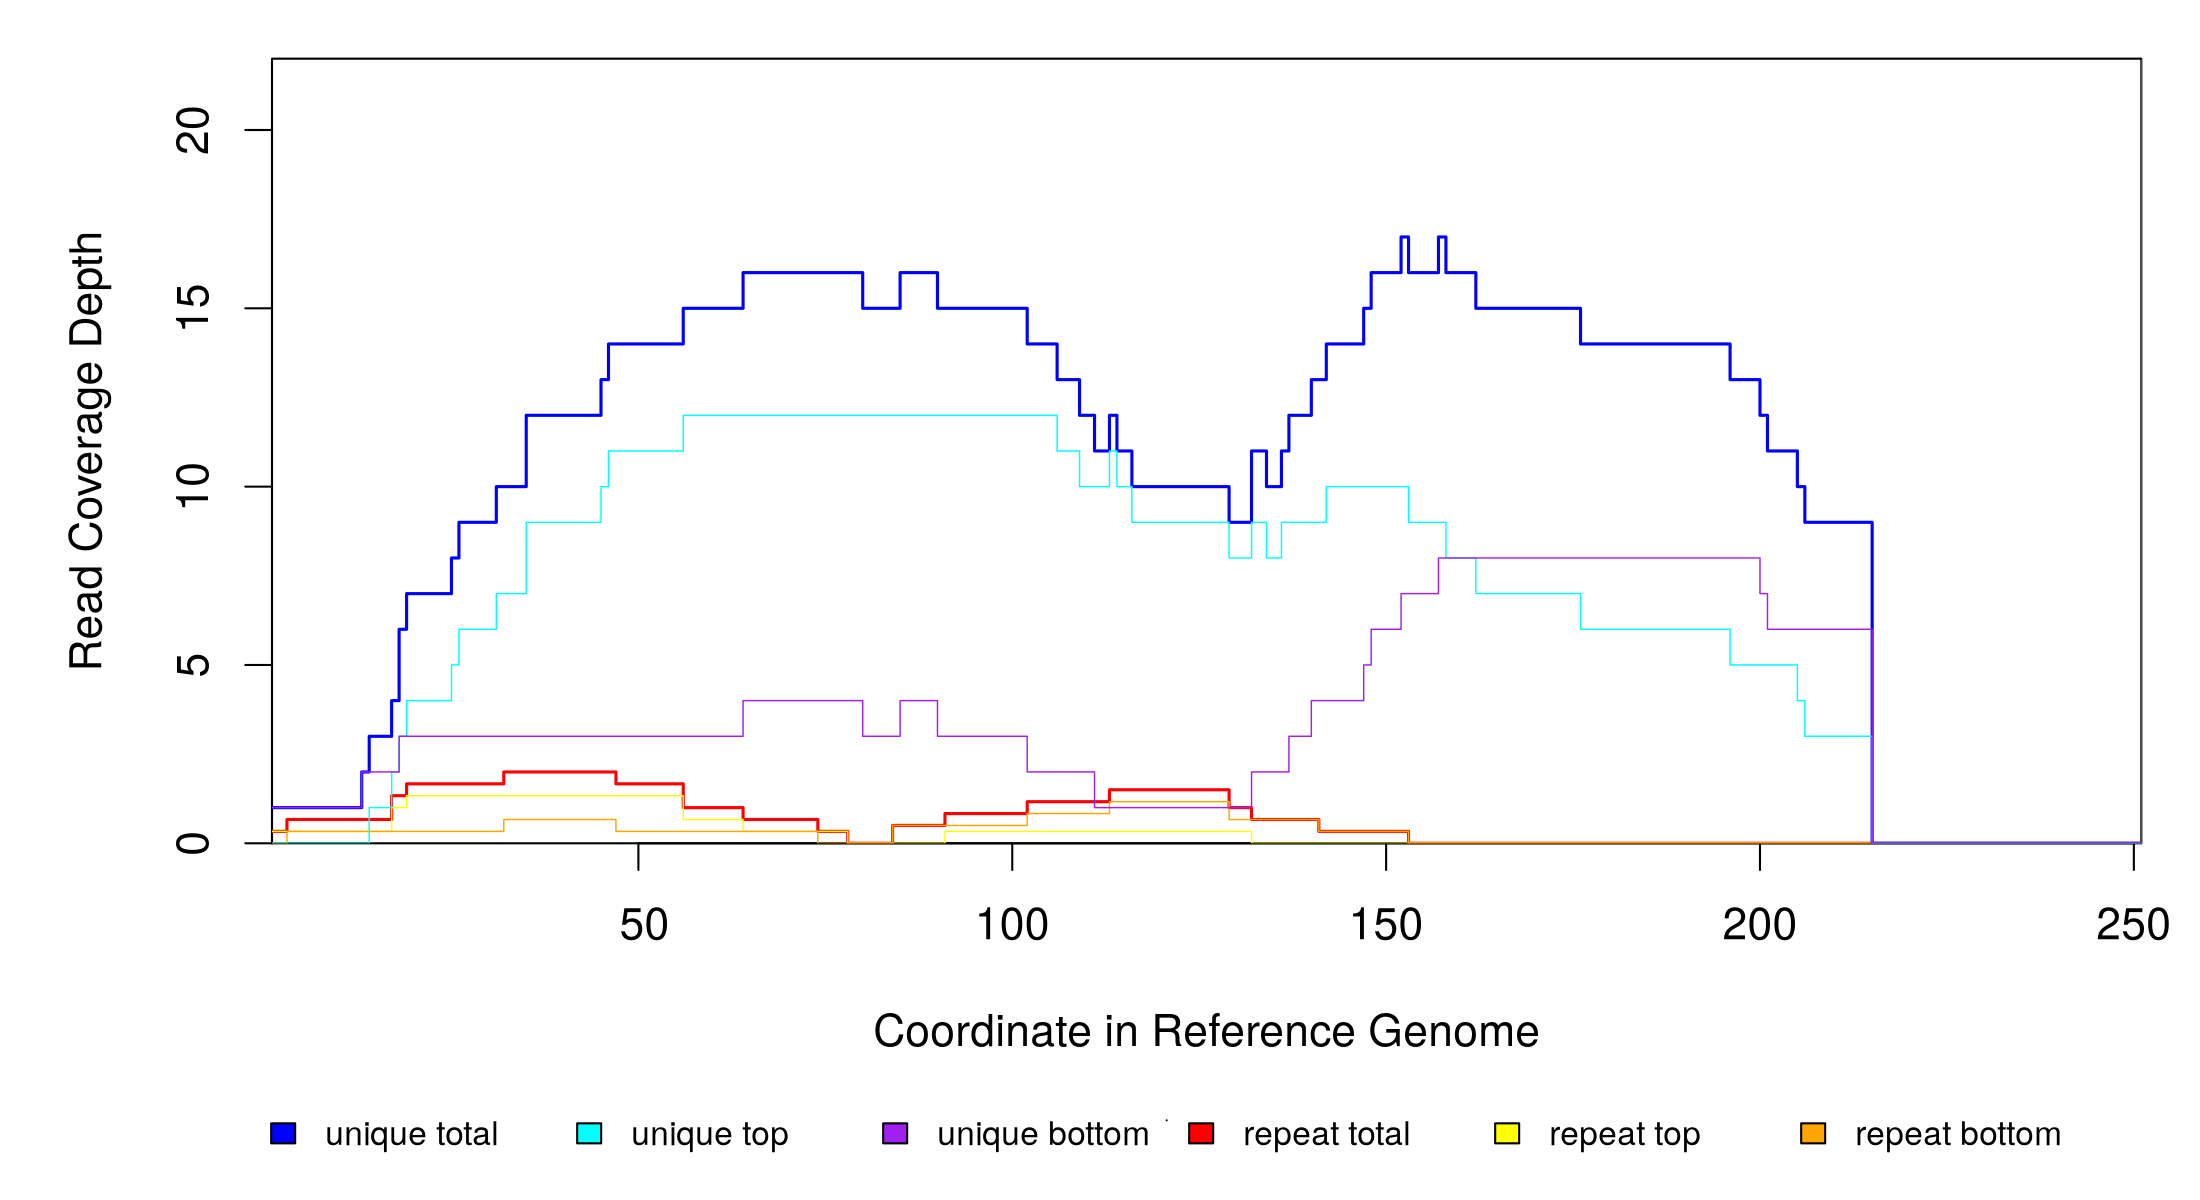 Read Coverage Depth
20
15
10
5
0
50 100 150 200 250
Coordinate in Reference Genome
unique total unique top unique bottom repeat total repeat top repeat bottom